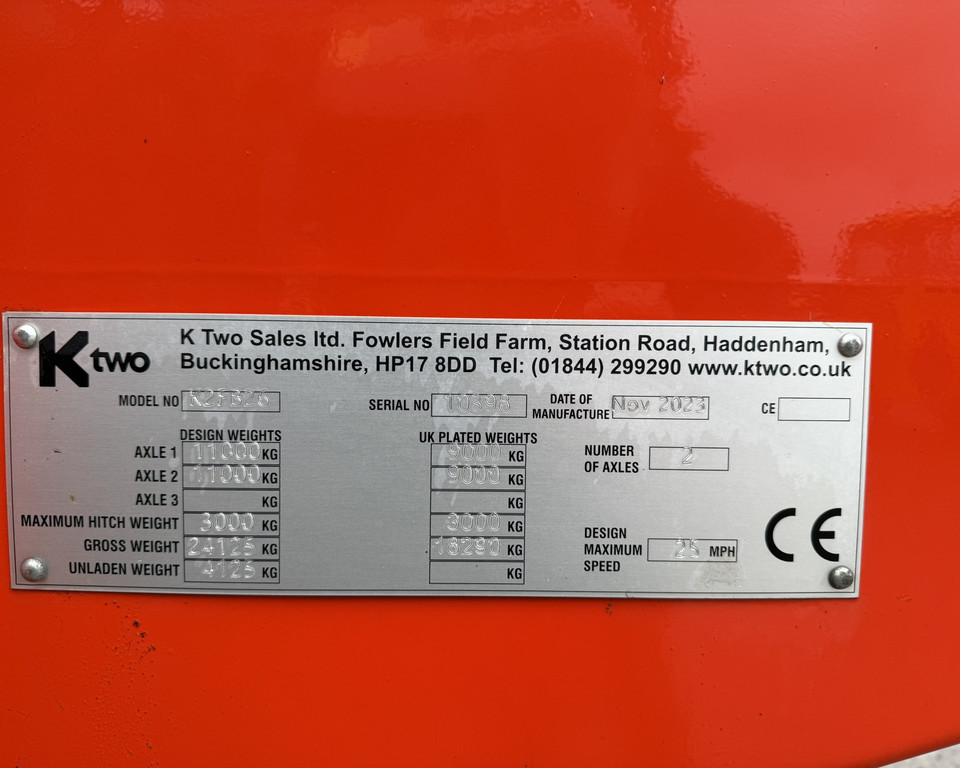 K two
K Two Sales ltd. Fowlers Field Farm, Station Road, Haddenham,
Buckinghamshire, HP17 8DD Tel: (01844) 299290 www.ktwo.co.uk
MODEL NO
SERIAL NO
DATE OF MANUFACTURE Nov 2023
CE
DESIGN WEIGHTS UK PLATED WEIGHTS
AXLE 1 11000 KG 9000 KG
AXLE 2 11000 KG 9000 KG
AXLE 3 KG KG
MAXIMUM HITCH WEIGHT 3000 KG 3000 KG
GROSS WEIGHT 24125 KG 18290 KG
UNLADEN WEIGHT 4125 KG KG
NUMBER OF AXLES 2
DESIGN MAXIMUM SPEED 25 MPH
CE